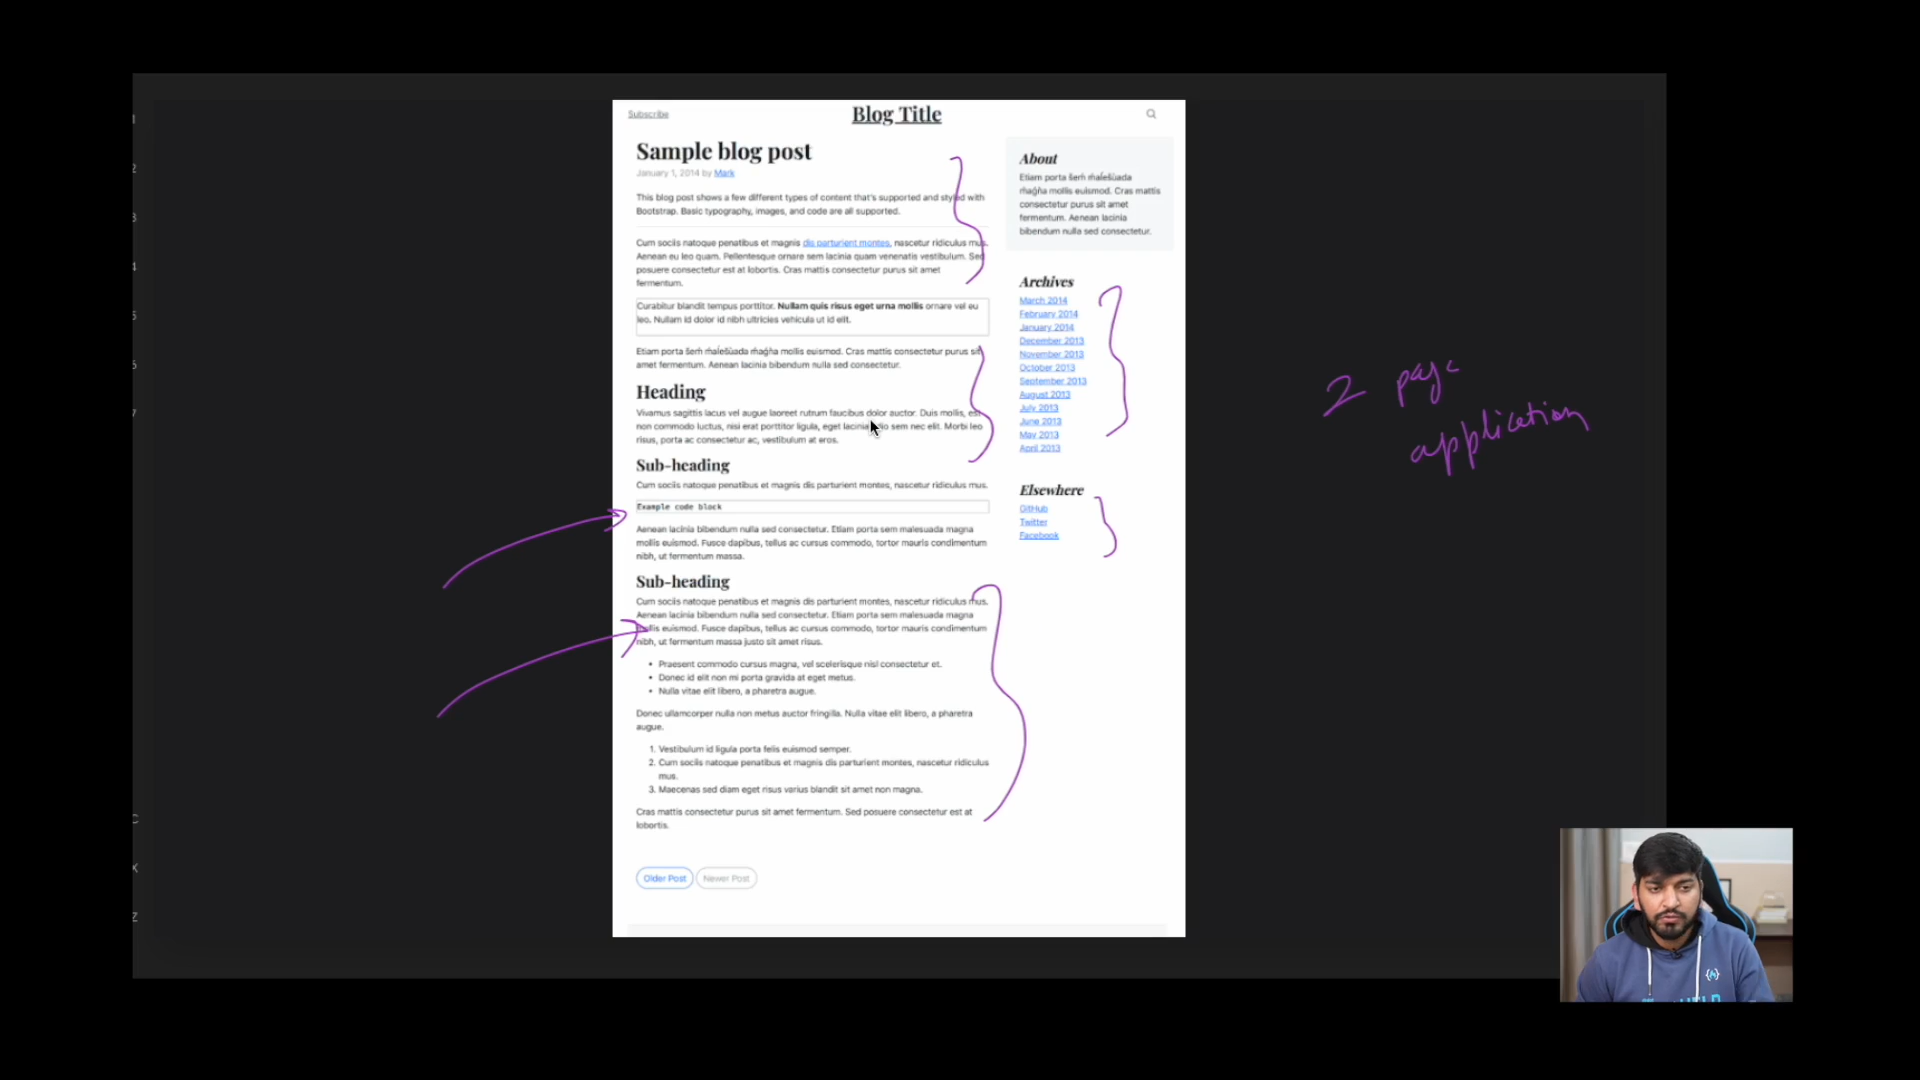 Subscribe
Blog Title
Sample blog post
January 1, 2014 by Mark
This blog post shows a few different types of content that's supported and styled with
Bootstrap. Basic typography, images, and code are all supported.
Cum sociis natoque penatibus et magnis dis parturient montes, nascetur ridiculus mus.
Aenean eu leo quam. Pellentesque ornare sem lacinia quam venenatis vestibulum. Sed
posuere consectetur est at lobortis. Cras mattis consectetur purus sit amet
fermentum.
Curabitur blandit tempus porttitor. Nullam quis risus eget urna mollis ornare vel eu
leo. Nullam id dolor id nibh ultricies vehicula ut id elit.
Etiam porta s̈em̀ ḿal̀es̈úada ḿag̀ha mollis euismod. Cras mattis consectetur purus sit
amet fermentum. Aenean lacinia bibendum nulla sed consectetur.
Heading
Vivamus sagittis lacus vel augue laoreet rutrum faucibus dolor auctor. Duis mollis, est
non commodo luctus, nisi erat porttitor ligula, eget lacinia odio sem nec elit. Morbi leo
risus, porta ac consectetur ac, vestibulum at eros.
Sub-heading
Cum sociis natoque penatibus et magnis dis parturient montes, nascetur ridiculus mus.
Example code block
Aenean lacinia bibendum nulla sed consectetur. Etiam porta sem malesuada magna
mollis euismod. Fusce dapibus, tellus ac cursus commodo, tortor mauris condimentum
nibh, ut fermentum massa.
Sub-heading
Cum sociis natoque penatibus et magnis dis parturient montes, nascetur ridiculus mus.
Aenean lacinia bibendum nulla sed consectetur. Etiam porta sem malesuada magna
mollis euismod. Fusce dapibus, tellus ac cursus commodo, tortor mauris condimentum
nibh, ut fermentum massa justo sit amet risus.
• Praesent commodo cursus magna, vel scelerisque nisl consectetur et.
• Donec id elit non mi porta gravida at eget metus.
• Nulla vitae elit libero, a pharetra augue.
Donec ullamcorper nulla non metus auctor fringilla. Nulla vitae elit libero, a pharetra
augue.
1. Vestibulum id ligula porta felis euismod semper.
2. Cum sociis natoque penatibus et magnis dis parturient montes, nascetur ridiculus
mus.
3. Maecenas sed diam eget risus varius blandit sit amet non magna.
Cras mattis consectetur purus sit amet fermentum. Sed posuere consectetur est at
lobortis.
Older Post
Newer Post
About
Etiam porta s̈em̀ ḿal̀es̈úada
ḿag̀ha mollis euismod. Cras mattis
consectetur purus sit amet
fermentum. Aenean lacinia
bibendum nulla sed consectetur.
Archives
March 2014
February 2014
January 2014
December 2013
November 2013
October 2013
September 2013
August 2013
July 2013
June 2013
May 2013
April 2013
Elsewhere
GitHub
Twitter
Facebook
2 page
application